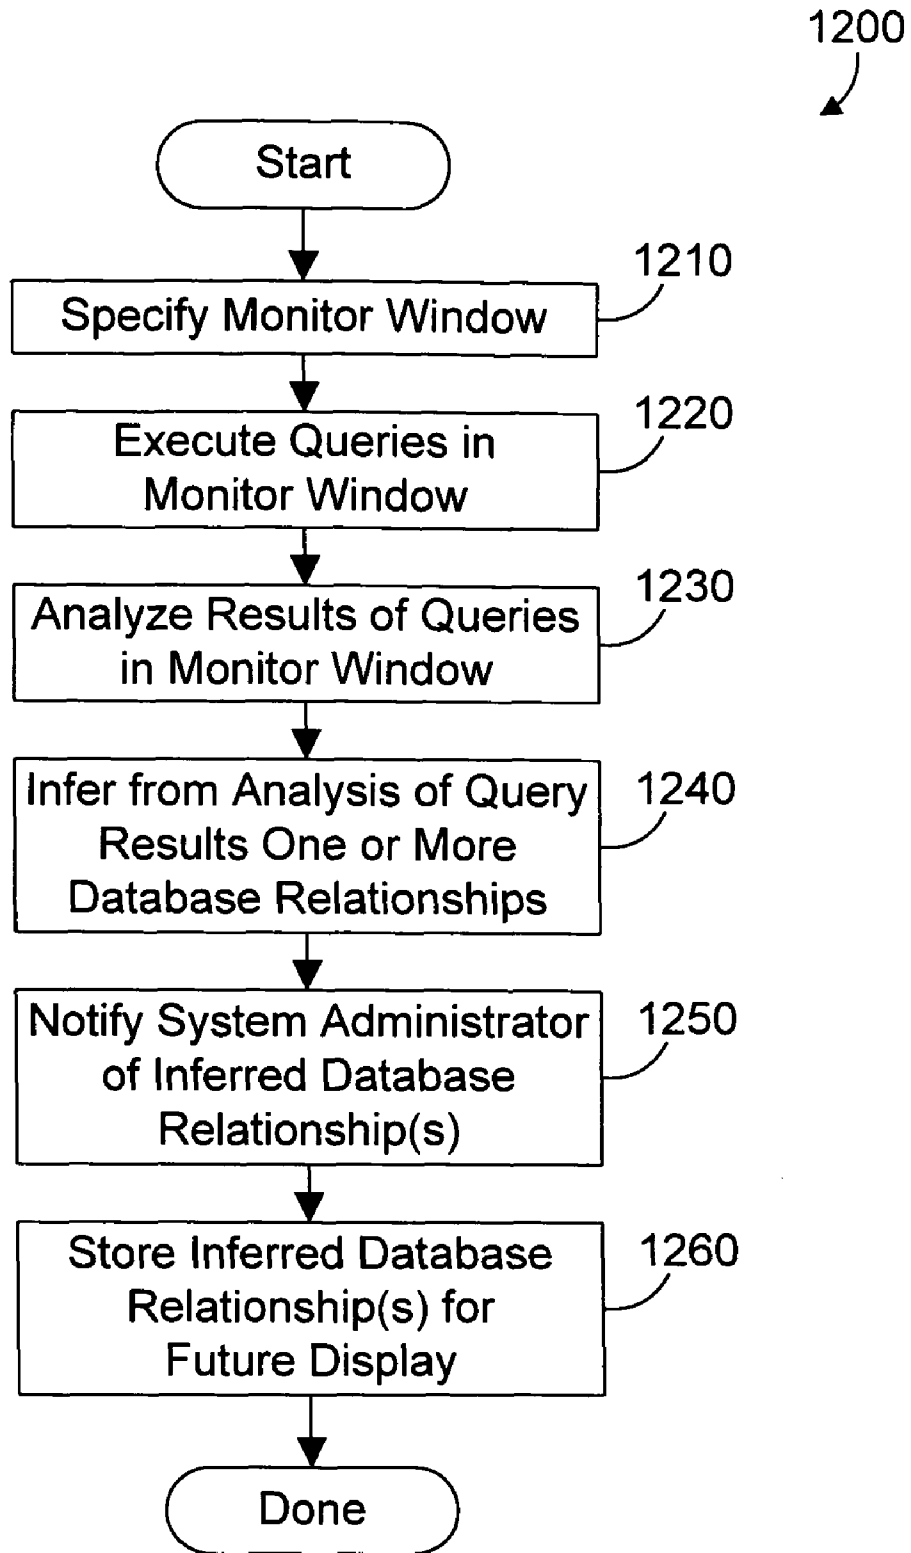 1200
Start
1210
Specify Monitor Window
1220
Execute Queries in
Monitor Window
1230
Analyze Results of Queries
in Monitor Window
1240
Infer from Analysis of Query
Results One or More
Database Relationships
1250
Notify System Administrator
of Inferred Database
Relationship(s)
1260
Store Inferred Database
Relationship(s) for
Future Display
Done